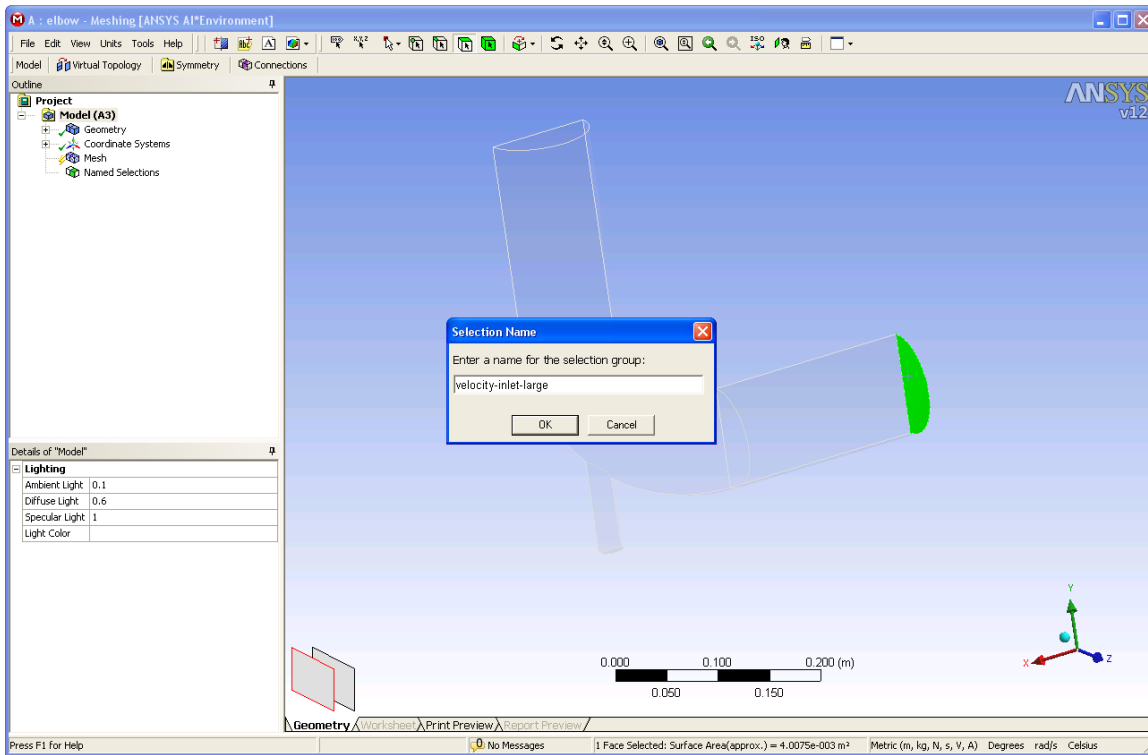 A : elbow - Meshing [ANSYS AI*Environment]
File Edit View Units Tools Help
Model Virtual Topology Symmetry Connections
Outline
Project
Model (A3)
Geometry
Coordinate Systems
Mesh
Named Selections
ANSYS
v12
Selection Name
Enter a name for the selection group:
velocity-inlet-large
OK Cancel
Details of "Model"
Lighting
Ambient Light 0.1
Diffuse Light 0.6
Specular Light 1
Light Color
Y
X
Z
0.000 0.100 0.200 (m)
0.050 0.150
Geometry Worksheet Print Preview Report Preview
Press F1 for Help 0 No Messages 1 Face Selected: Surface Area(approx.) = 4.0075e-003 m² Metric (m, kg, N, s, V, A) Degrees rad/s Celsius